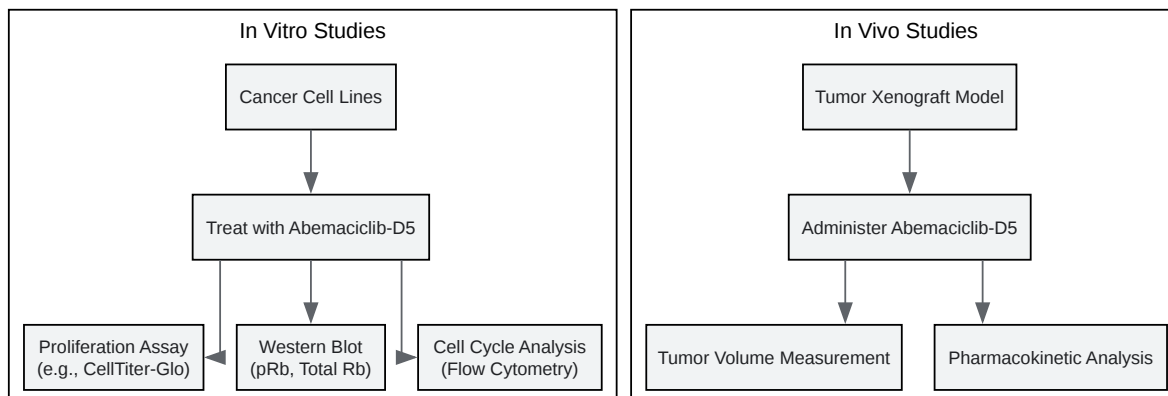 In Vitro Studies
Cancer Cell Lines
Treat with Abemaciclib-D5
Proliferation Assay
(e.g., CellTiter-Glo)
Western Blot
(pRb, Total Rb)
Cell Cycle Analysis
(Flow Cytometry)
In Vivo Studies
Tumor Xenograft Model
Administer Abemaciclib-D5
Tumor Volume Measurement
Pharmacokinetic Analysis